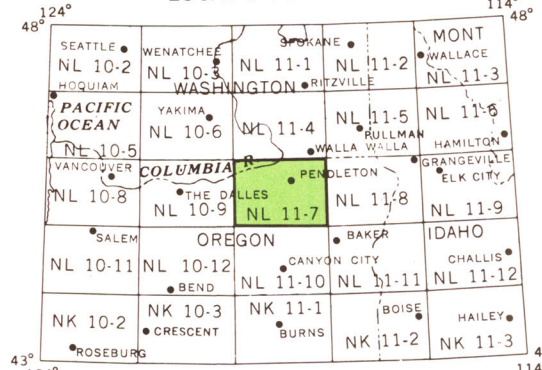 124°
114°
48°
48°
SEATTLE
NL 10-2
WENATCHEE
NL 10-3
SPOKANE
NL 11-1
NL 11-2
MONT
WALLACE
NL 11-3
HOQUIAM
WASHINGTON
RITZVILLE
PACIFIC
OCEAN
NL 10-5
YAKIMA
NL 10-6
NL 11-4
NL 11-5
PULLMAN
WALLA WALLA
NL 11-6
HAMILTON
VANCOUVER
NL 10-8
COLUMBIA R
THE DALLES
NL 10-9
PENDLETON
NL 11-7
NL 11-8
GRANGEVILLE
ELK CITY
NL 11-9
SALEM
NL 10-11
OREGON
NL 10-12
BEND
CANYON CITY
NL 11-10
BAKER
NL 11-11
IDAHO
CHALLIS
NL 11-12
NK 10-2
ROSEBURG
NK 10-3
CRESCENT
NK 11-1
BURNS
BOISE
NK 11-2
HAILEY
NK 11-3
43°
114